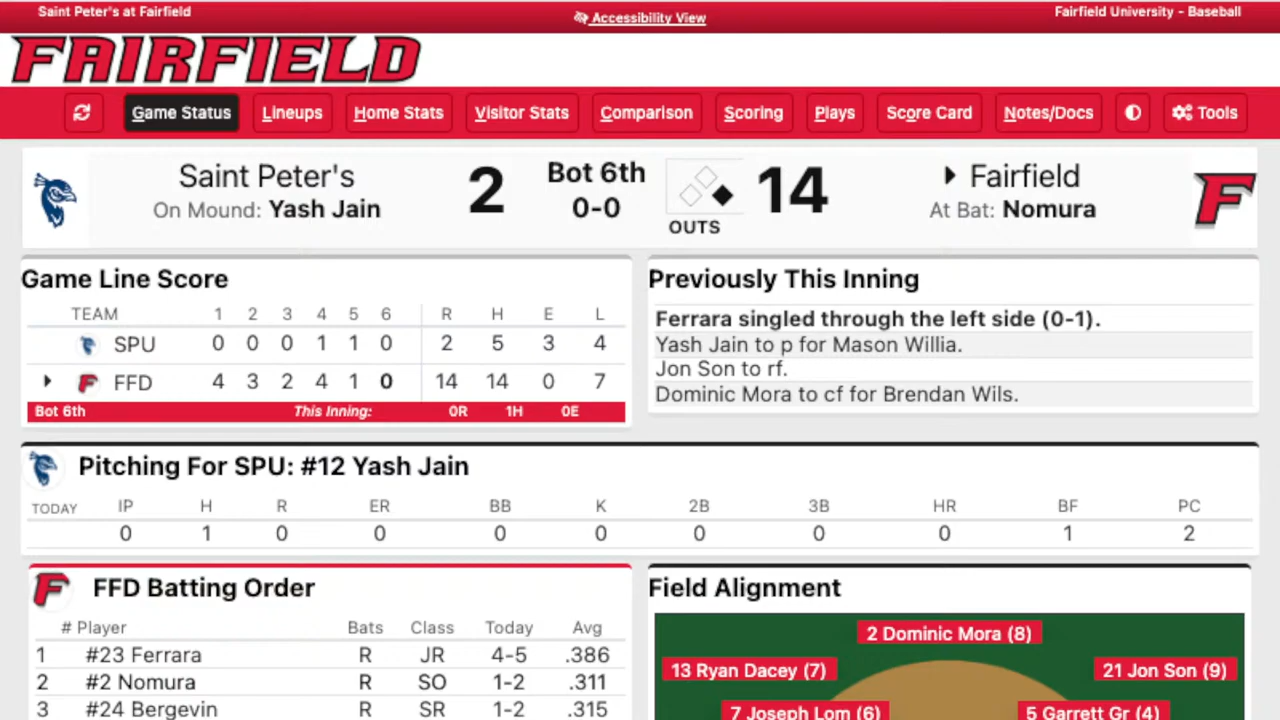 Saint Peter's at Fairfield
Accessibility View
Fairfield University - Baseball
FAIRFIELD
Game Status Lineups Home Stats Visitor Stats Comparison Scoring Plays Score Card Notes/Docs Tools
Saint Peter's 2 Bot 6th 14 Fairfield
On Mound: Yash Jain 0-0 OUTS At Bat: Nomura
F
Game Line Score
TEAM 1 2 3 4 5 6 R H E L
SPU 0 0 0 1 1 0 2 5 3 4
F FFD 4 3 2 4 1 0 14 14 0 7
Bot 6th This Inning: 0R 1H 0E
Previously This Inning
Ferrara singled through the left side (0-1).
Yash Jain to p for Mason Willia.
Jon Son to rf.
Dominic Mora to cf for Brendan Wils.
Pitching For SPU: #12 Yash Jain
TODAY IP H R ER BB K 2B 3B HR BF PC
0 1 0 0 0 0 0 0 0 1 2
F FFD Batting Order
# Player Bats Class Today Avg
1 #23 Ferrara R JR 4-5 .386
2 #2 Nomura R SO 1-2 .311
3 #24 Bergevin R SR 1-2 .315
Field Alignment
2 Dominic Mora (8)
13 Ryan Dacey (7) 21 Jon Son (9)
7 Joseph Lom (6) 5 Garrett Gr (4)